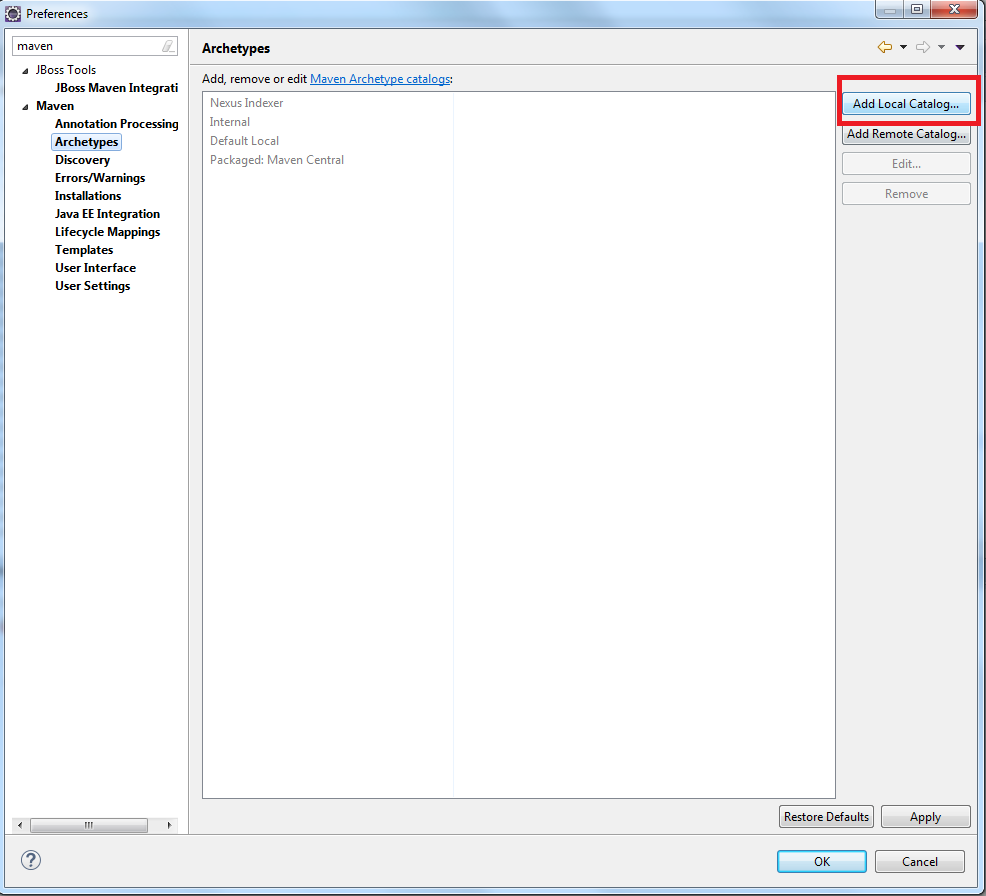 Preferences
maven
JBoss Tools
JBoss Maven Integrati
Maven
Annotation Processing
Archetypes
Discovery
Errors/Warnings
Installations
Java EE Integration
Lifecycle Mappings
Templates
User Interface
User Settings
Archetypes
Add, remove or edit Maven Archetype catalogs:
Nexus Indexer
Internal
Default Local
Packaged: Maven Central
Add Local Catalog...
Add Remote Catalog...
Edit...
Remove
Restore Defaults
Apply
OK
Cancel